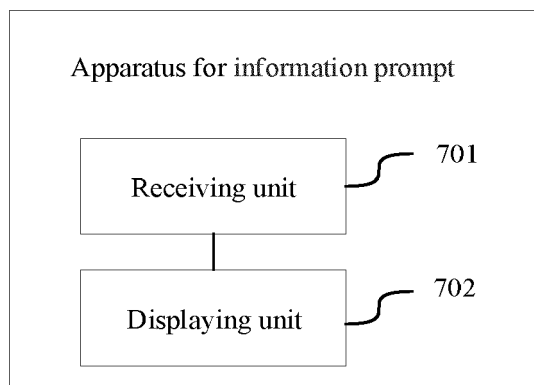 Apparatus for information prompt
701
Receiving unit
702
Displaying unit